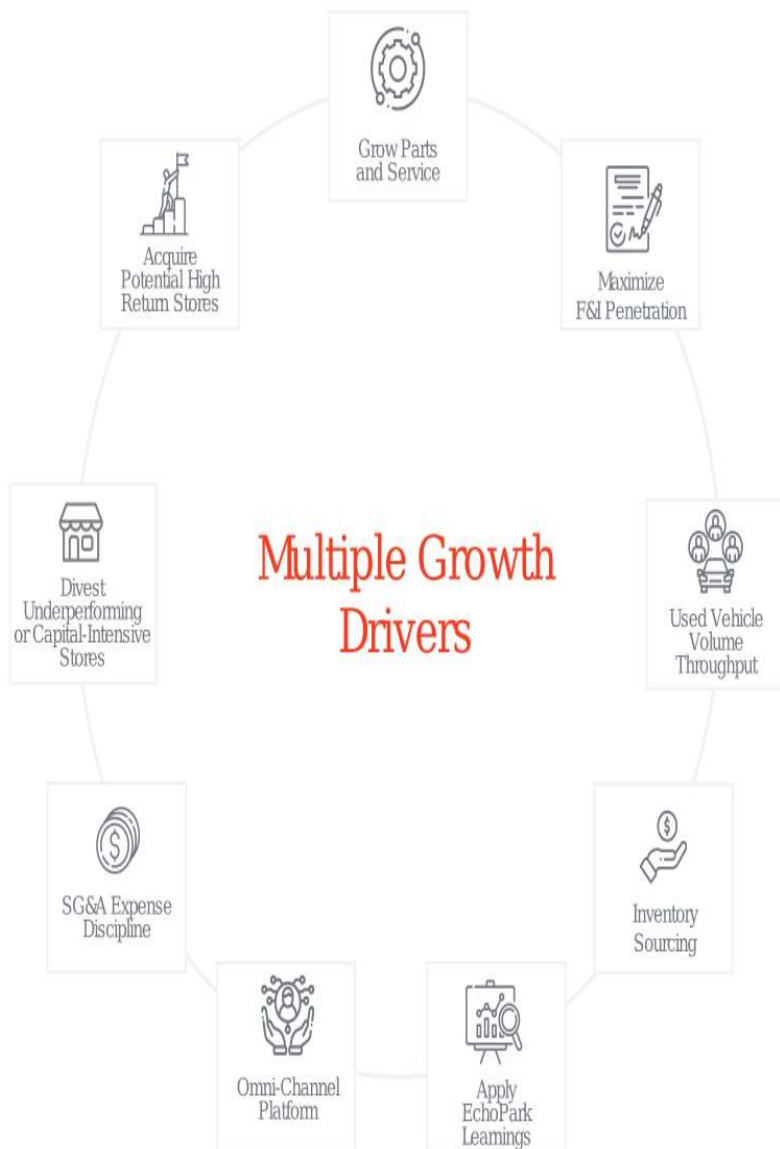 Grow Parts
and Service
Maximize
F&I Penetration
Used Vehicle
Volume
Throughput
Inventory
Sourcing
Apply
EchoPark
Learnings
Omni-Channel
Platform
SG&A Expense
Discipline
Divest
Underperforming
or Capital-Intensive
Stores
Acquire
Potential High
Return Stores
Multiple Growth
Drivers